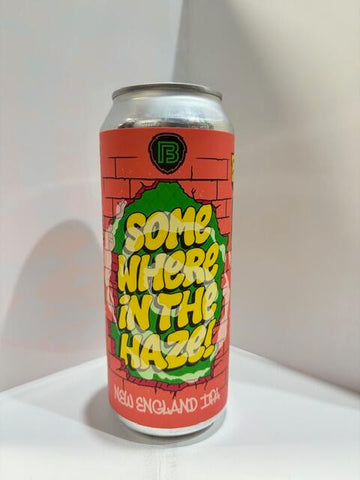 SOME
WHERE
IN THE
HAZE!
NEW ENGLAND IPA